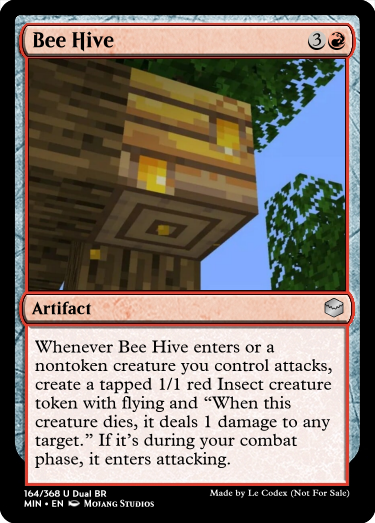 Bee Hive 3
Artifact
Whenever Bee Hive enters or a
nontoken creature you control attacks,
create a tapped 1/1 red Insect creature
token with flying and “When this
creature dies, it deals 1 damage to any
target.” If it’s during your combat
phase, it enters attacking.
164/368 U Dual BR
MIN • EN Mojang Studios
Made by Le Codex (Not For Sale)